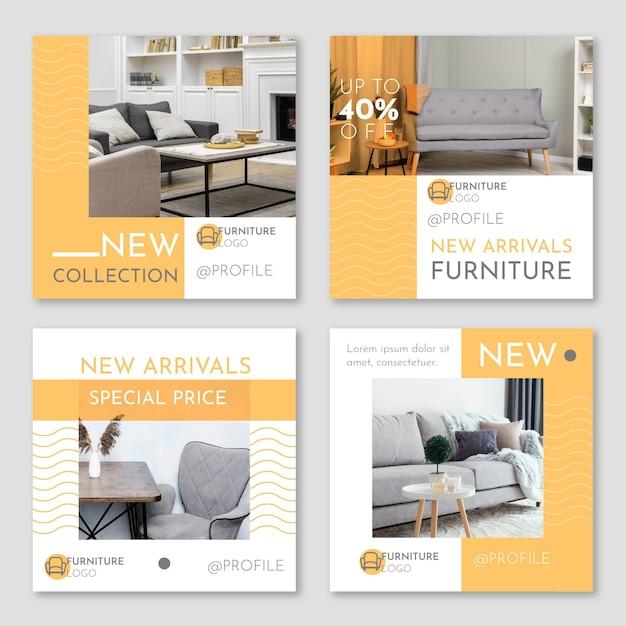 NEW
COLLECTION
FURNITURE
LOGO
@PROFILE
UP TO
40%
OFF
FURNITURE
LOGO
@PROFILE
NEW ARRIVALS
FURNITURE
NEW ARRIVALS
SPECIAL PRICE
FURNITURE
LOGO
@PROFILE
Lorem ipsum dolor
sit amet,
consectetuer.
NEW
FURNITURE
LOGO
@PROFILE